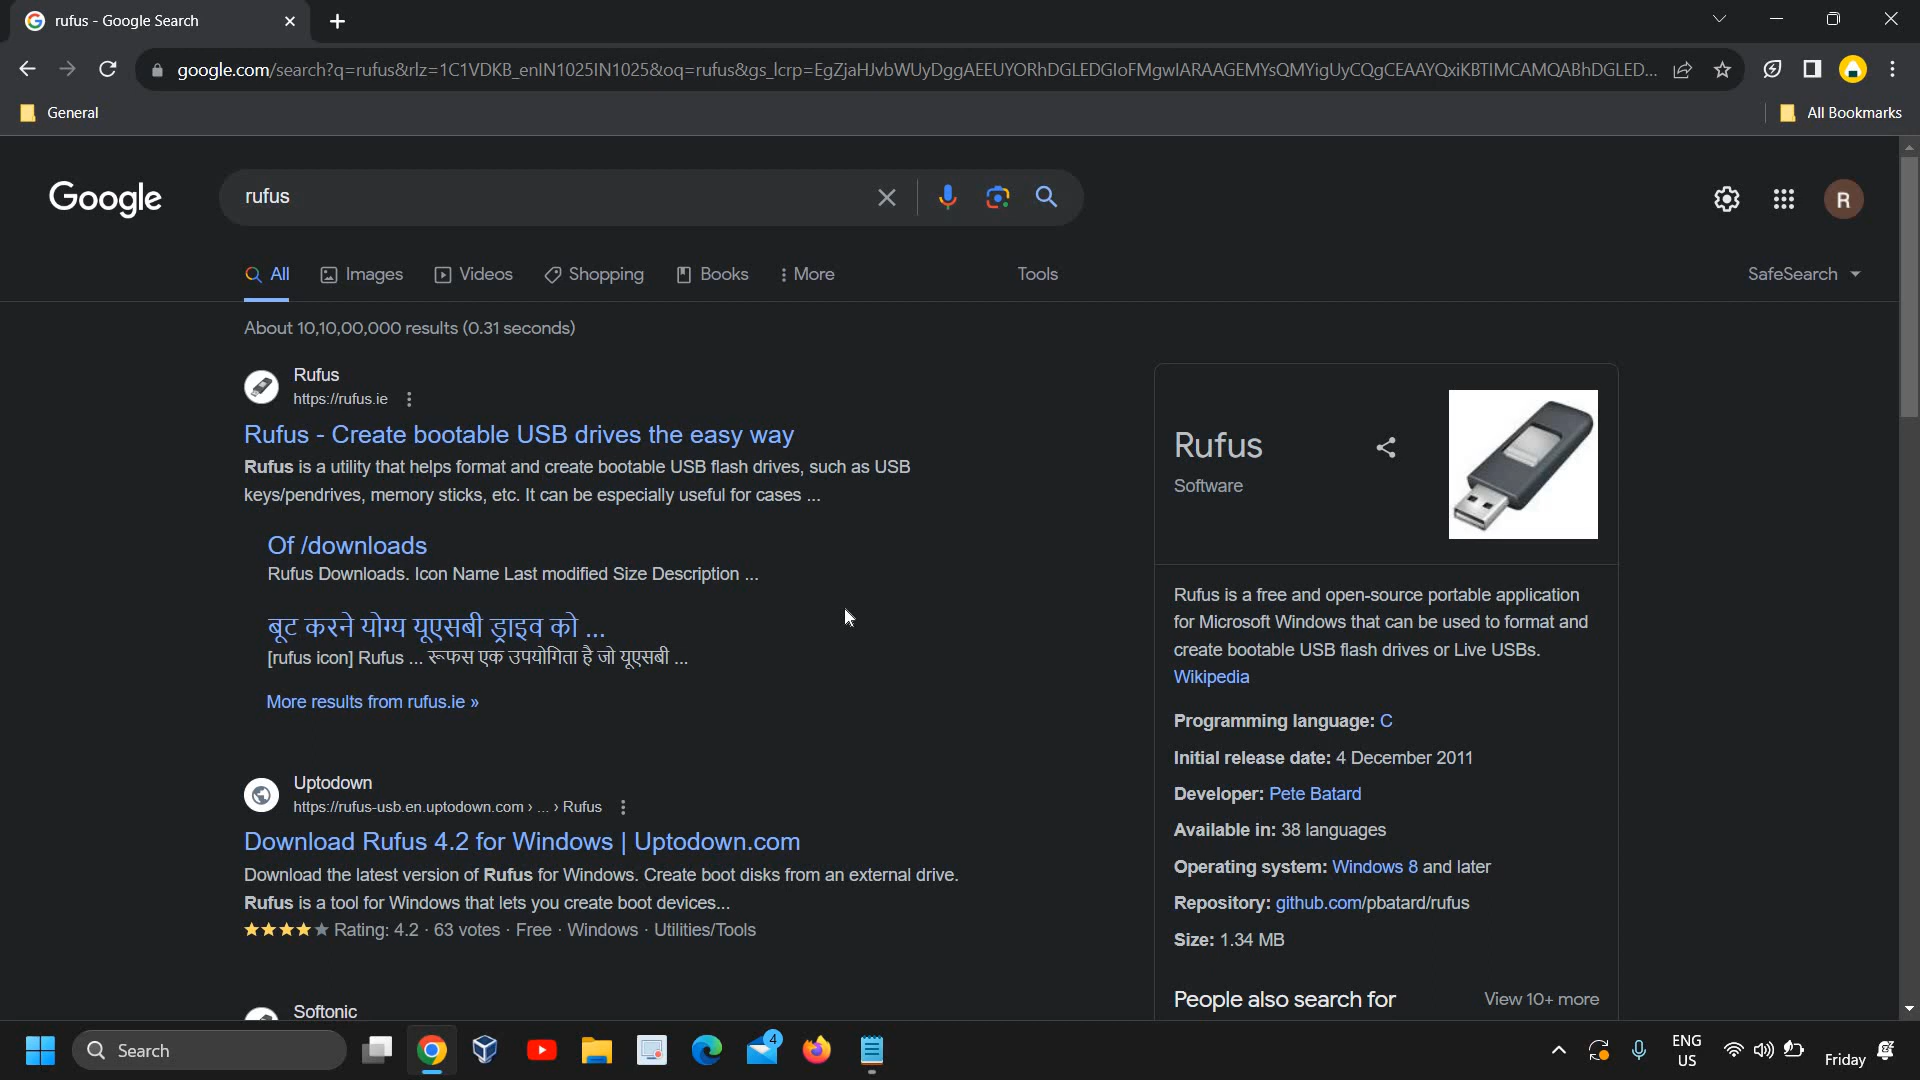 rufus - Google Search
google.com/search?q=rufus&rlz=1C1VDKB_enIN1025IN1025&oq=rufus&gs_lcrp=EgZjaHJvbWUyDggAEEUYORhDGLEDGIoFMgwIARAAGEMYsQMYigUyCQgCEAAYQxiKBTIMCAMQABhDGLED...
General
All Bookmarks
Google
rufus
R
All
Images
Videos
Shopping
Books
More
Tools
SafeSearch
About 10,10,00,000 results (0.31 seconds)
Rufus
https://rufus.ie
Rufus - Create bootable USB drives the easy way
Rufus is a utility that helps format and create bootable USB flash drives, such as USB
keys/pendrives, memory sticks, etc. It can be especially useful for cases ...
Of /downloads
Rufus Downloads. Icon Name Last modified Size Description ...
बूट करने योग्य यूएसबी ड्राइव को ...
[rufus icon] Rufus ... रूफस एक उपयोगिता है जो यूएसबी ...
More results from rufus.ie »
Uptodown
https://rufus-usb.en.uptodown.com › ... › Rufus
Download Rufus 4.2 for Windows | Uptodown.com
Download the latest version of Rufus for Windows. Create boot disks from an external drive.
Rufus is a tool for Windows that lets you create boot devices...
Rating: 4.2 · 63 votes · Free · Windows · Utilities/Tools
Softonic
Rufus
Software
Rufus is a free and open-source portable application
for Microsoft Windows that can be used to format and
create bootable USB flash drives or Live USBs.
Wikipedia
Programming language: C
Initial release date: 4 December 2011
Developer: Pete Batard
Available in: 38 languages
Operating system: Windows 8 and later
Repository: github.com/pbatard/rufus
Size: 1.34 MB
People also search for
View 10+ more
Search
4
ENG
US
Friday